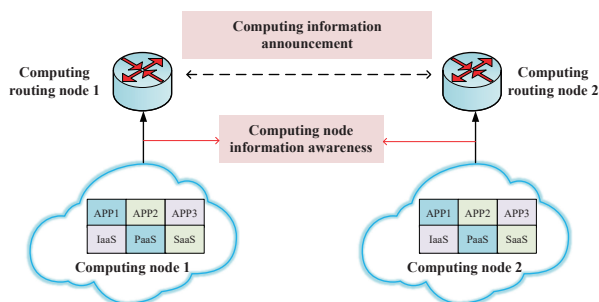 Computing information
announcement
Computing
routing node 1
Computing
routing node 2
Computing node
information awareness
APP1 APP2 APP3
IaaS PaaS SaaS
Computing node 1
APP1 APP2 APP3
IaaS PaaS SaaS
Computing node 2